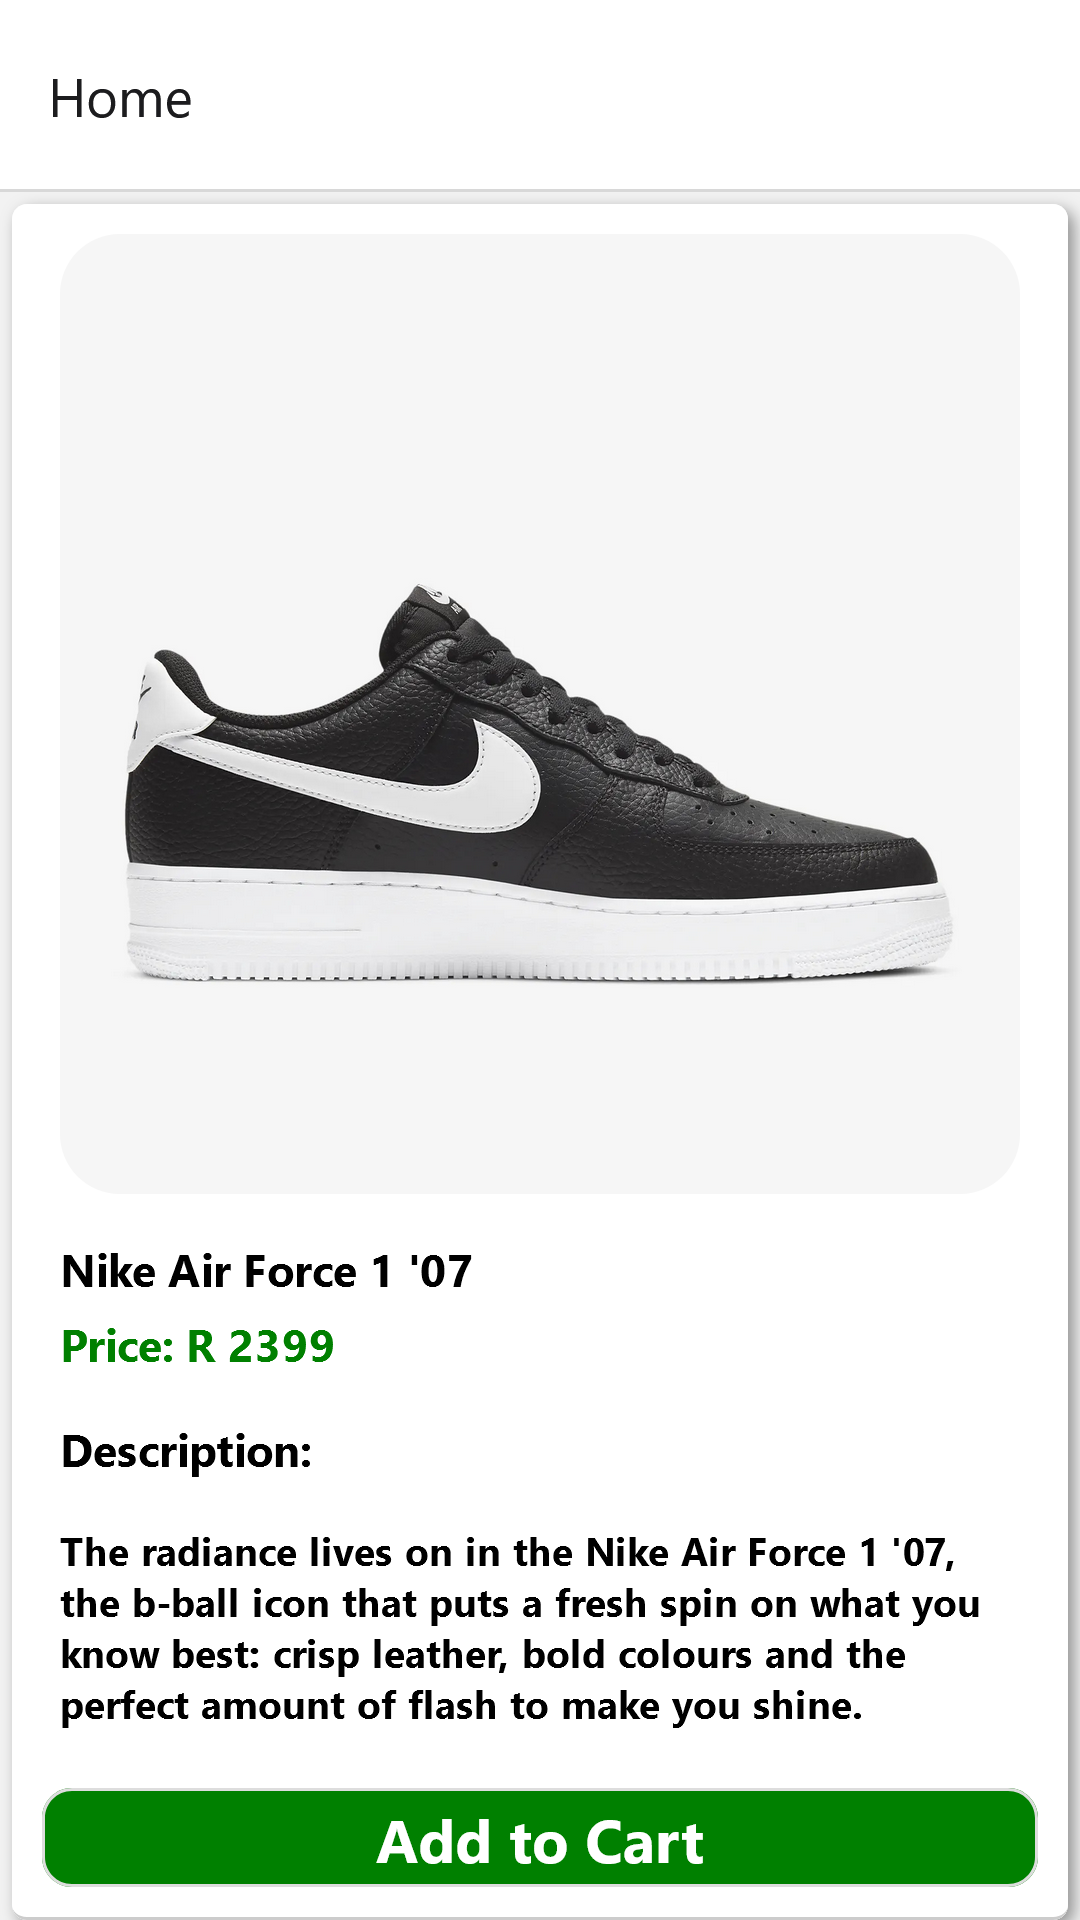 Home
Nike Air Force 1 '07
Price: R 2399
Description:
The radiance lives on in the Nike Air Force 1 '07,
the b-ball icon that puts a fresh spin on what you
know best: crisp leather, bold colours and the
perfect amount of flash to make you shine.
Add to Cart